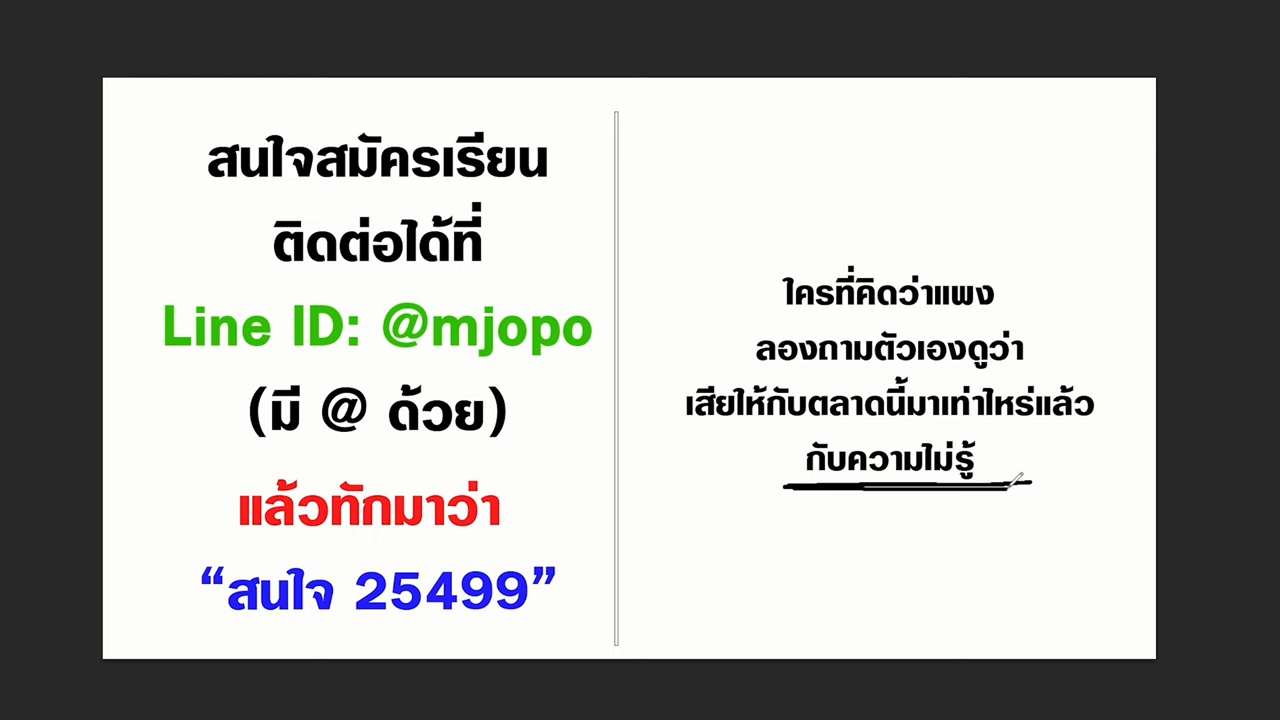 สนใจสมัครเรียน
ติดต่อได้ที่
Line ID: @mjopo
(มี @ ด้วย)
แล้วทักมาว่า
“สนใจ 25499”
ใครที่คิดว่าแพง
ลองถามตัวเองดูว่า
เสียให้กับตลาดนี้มาเท่าไหร่แล้ว
กับความไม่รู้